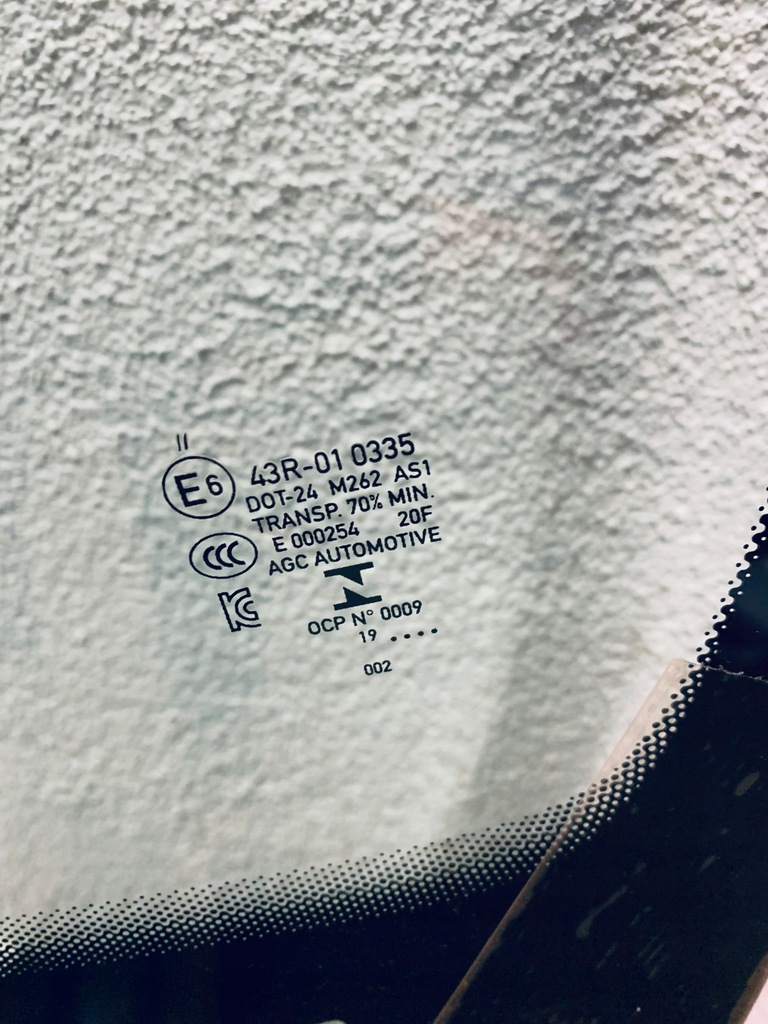 II
E6 43R-01 0335
DOT-24 M262 AS1
TRANSP. 70% MIN.
E 000254 20F
CCC AGC AUTOMOTIVE
KC
OCP N° 0009
19 ....
002